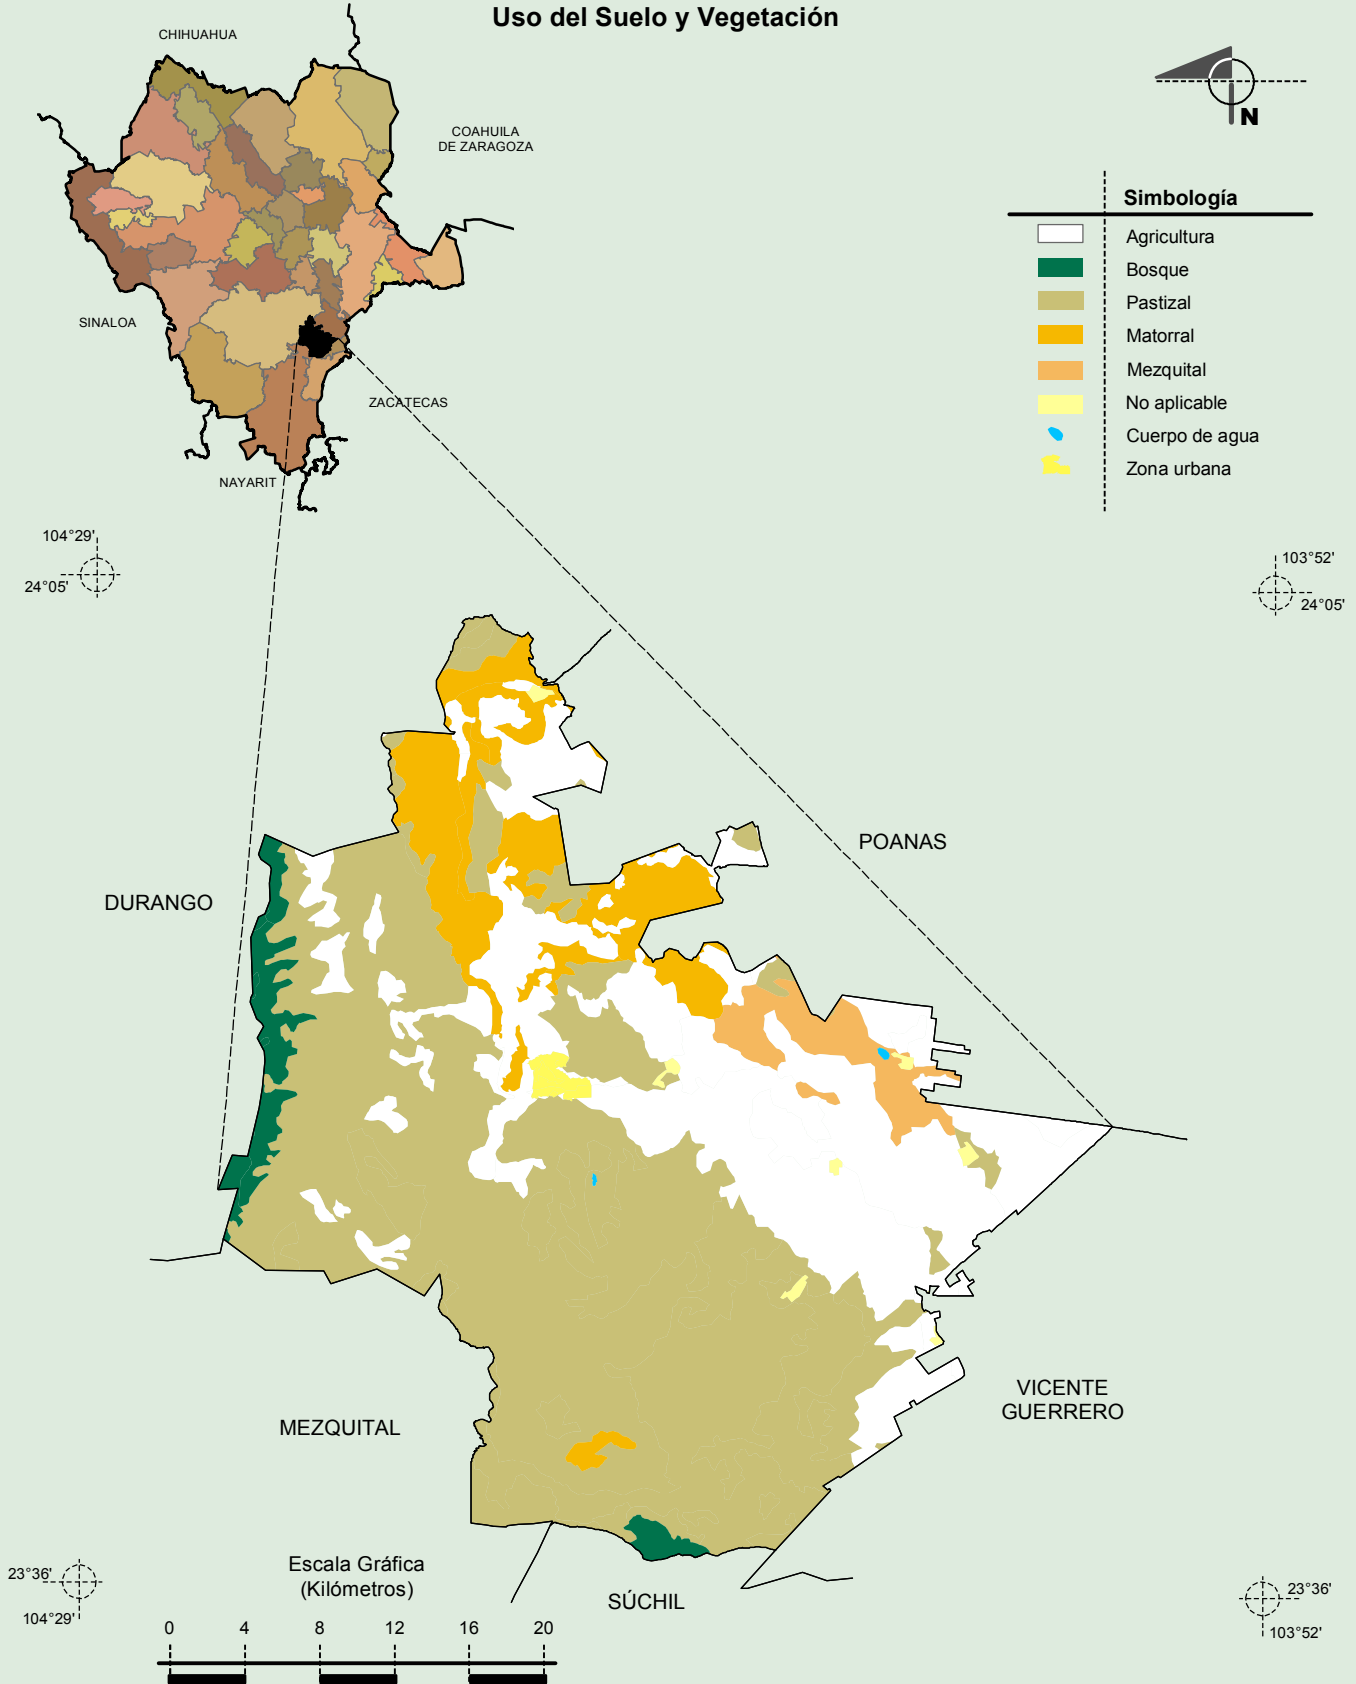 Uso del Suelo y Vegetación
CHIHUAHUA
COAHUILA
DE ZARAGOZA
SINALOA
ZACATECAS
NAYARIT
N
Simbología
Agricultura
Bosque
Pastizal
Matorral
Mezquital
No aplicable
Cuerpo de agua
Zona urbana
104°29'
24°05'
103°52'
24°05'
POANAS
DURANGO
VICENTE
GUERRERO
MEZQUITAL
SÚCHIL
23°36'
104°29'
23°36'
103°52'
Escala Gráfica
(Kilómetros)
0 4 8 12 16 20